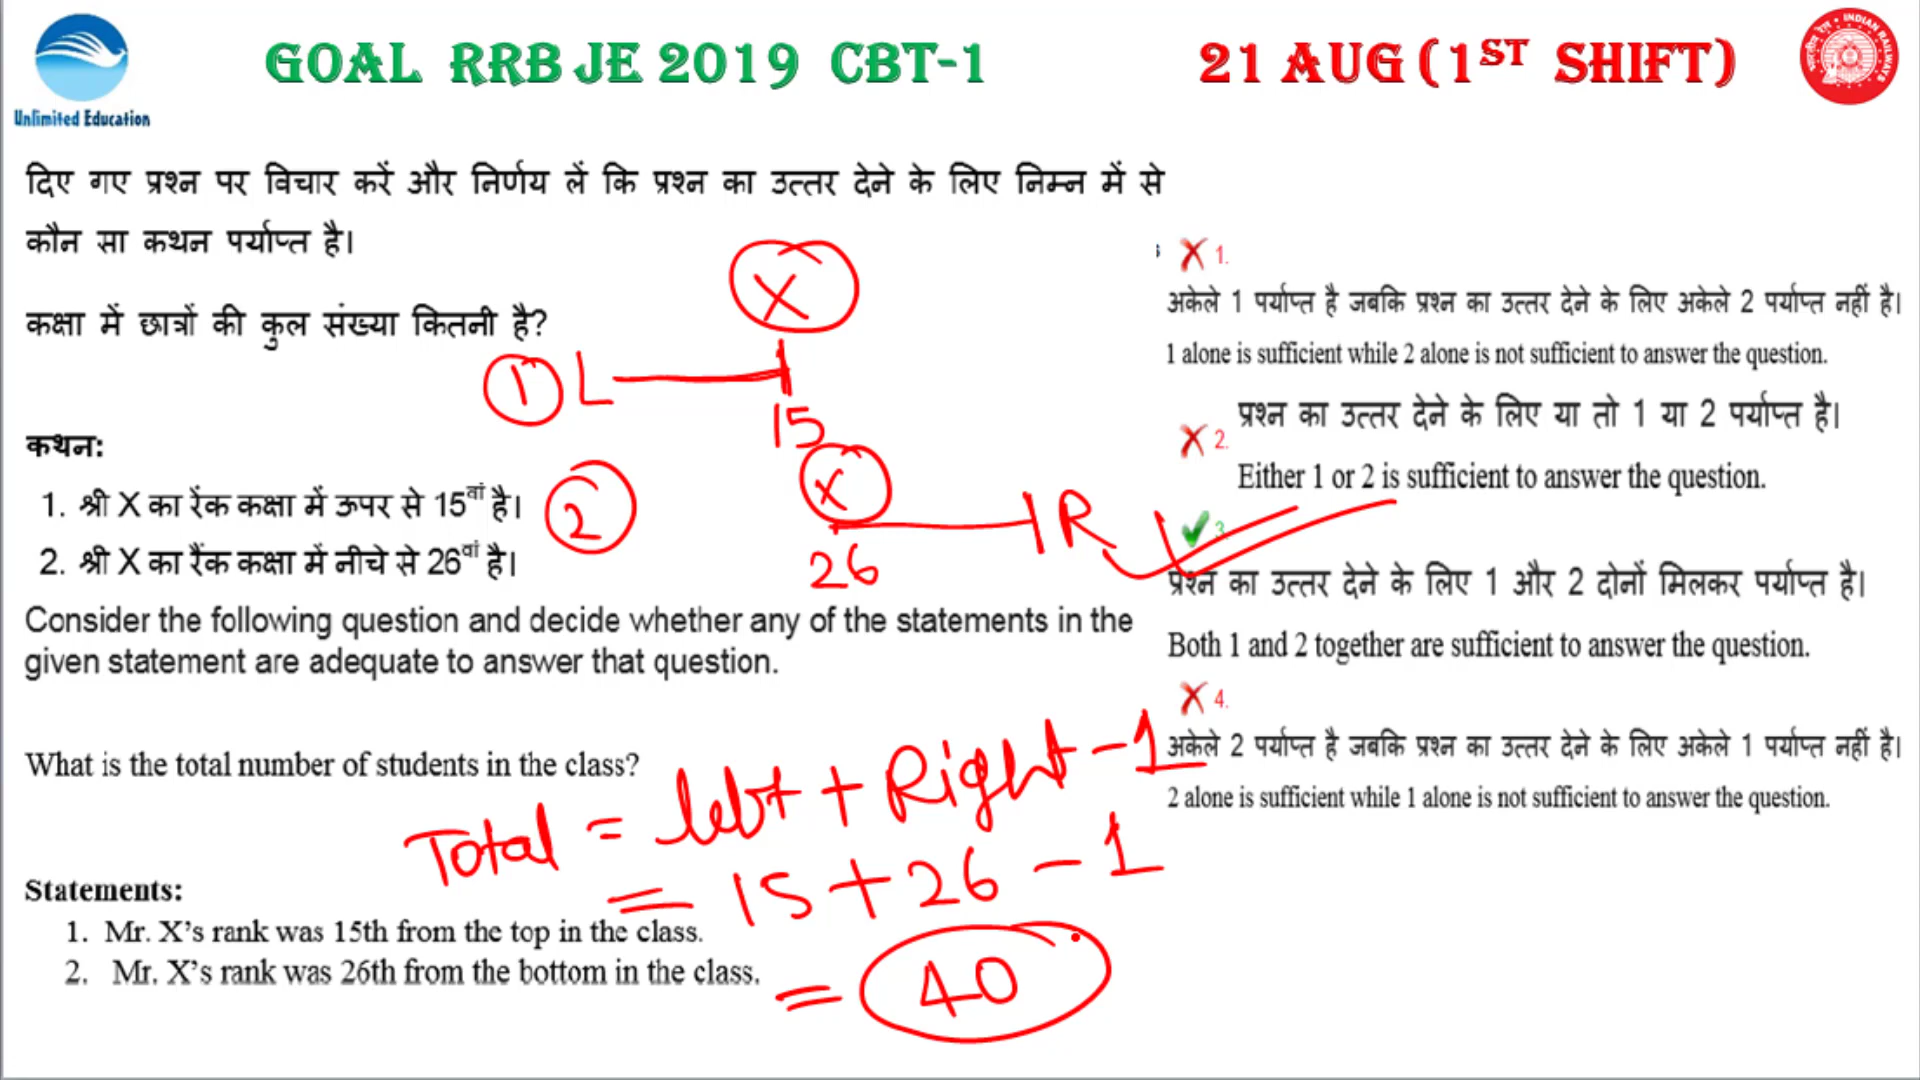 GOAL RRB JE 2019 CBT-1
21 AUG (1ST SHIFT)
INDIAN RAILWAYS
Unlimited Education
दिए गए प्रश्न पर विचार करें और निर्णय लें कि प्रश्न का उत्तर देने के लिए निम्न में से
कौन सा कथन पर्याप्त है।
कक्षा में छात्रों की कुल संख्या कितनी है?
कथन:
1. श्री X का रेंक कक्षा में ऊपर से 15वां है।
2. श्री X का रैंक कक्षा में नीचे से 26वां है।
Consider the following question and decide whether any of the statements in the
given statement are adequate to answer that question.
What is the total number of students in the class?
Statements:
1. Mr. X's rank was 15th from the top in the class.
2. Mr. X's rank was 26th from the bottom in the class.
X
1 L
15
2
X
R
26
Total = left + Right - 1
= 15 + 26 - 1
= 40
1.
अकेले 1 पर्याप्त है जबकि प्रश्न का उत्तर देने के लिए अकेले 2 पर्याप्त नहीं है।
1 alone is sufficient while 2 alone is not sufficient to answer the question.
2.
प्रश्न का उत्तर देने के लिए या तो 1 या 2 पर्याप्त है।
Either 1 or 2 is sufficient to answer the question.
3.
प्रश्न का उत्तर देने के लिए 1 और 2 दोनों मिलकर पर्याप्त है।
Both 1 and 2 together are sufficient to answer the question.
4.
अकेले 2 पर्याप्त है जबकि प्रश्न का उत्तर देने के लिए अकेले 1 पर्याप्त नहीं है।
2 alone is sufficient while 1 alone is not sufficient to answer the question.